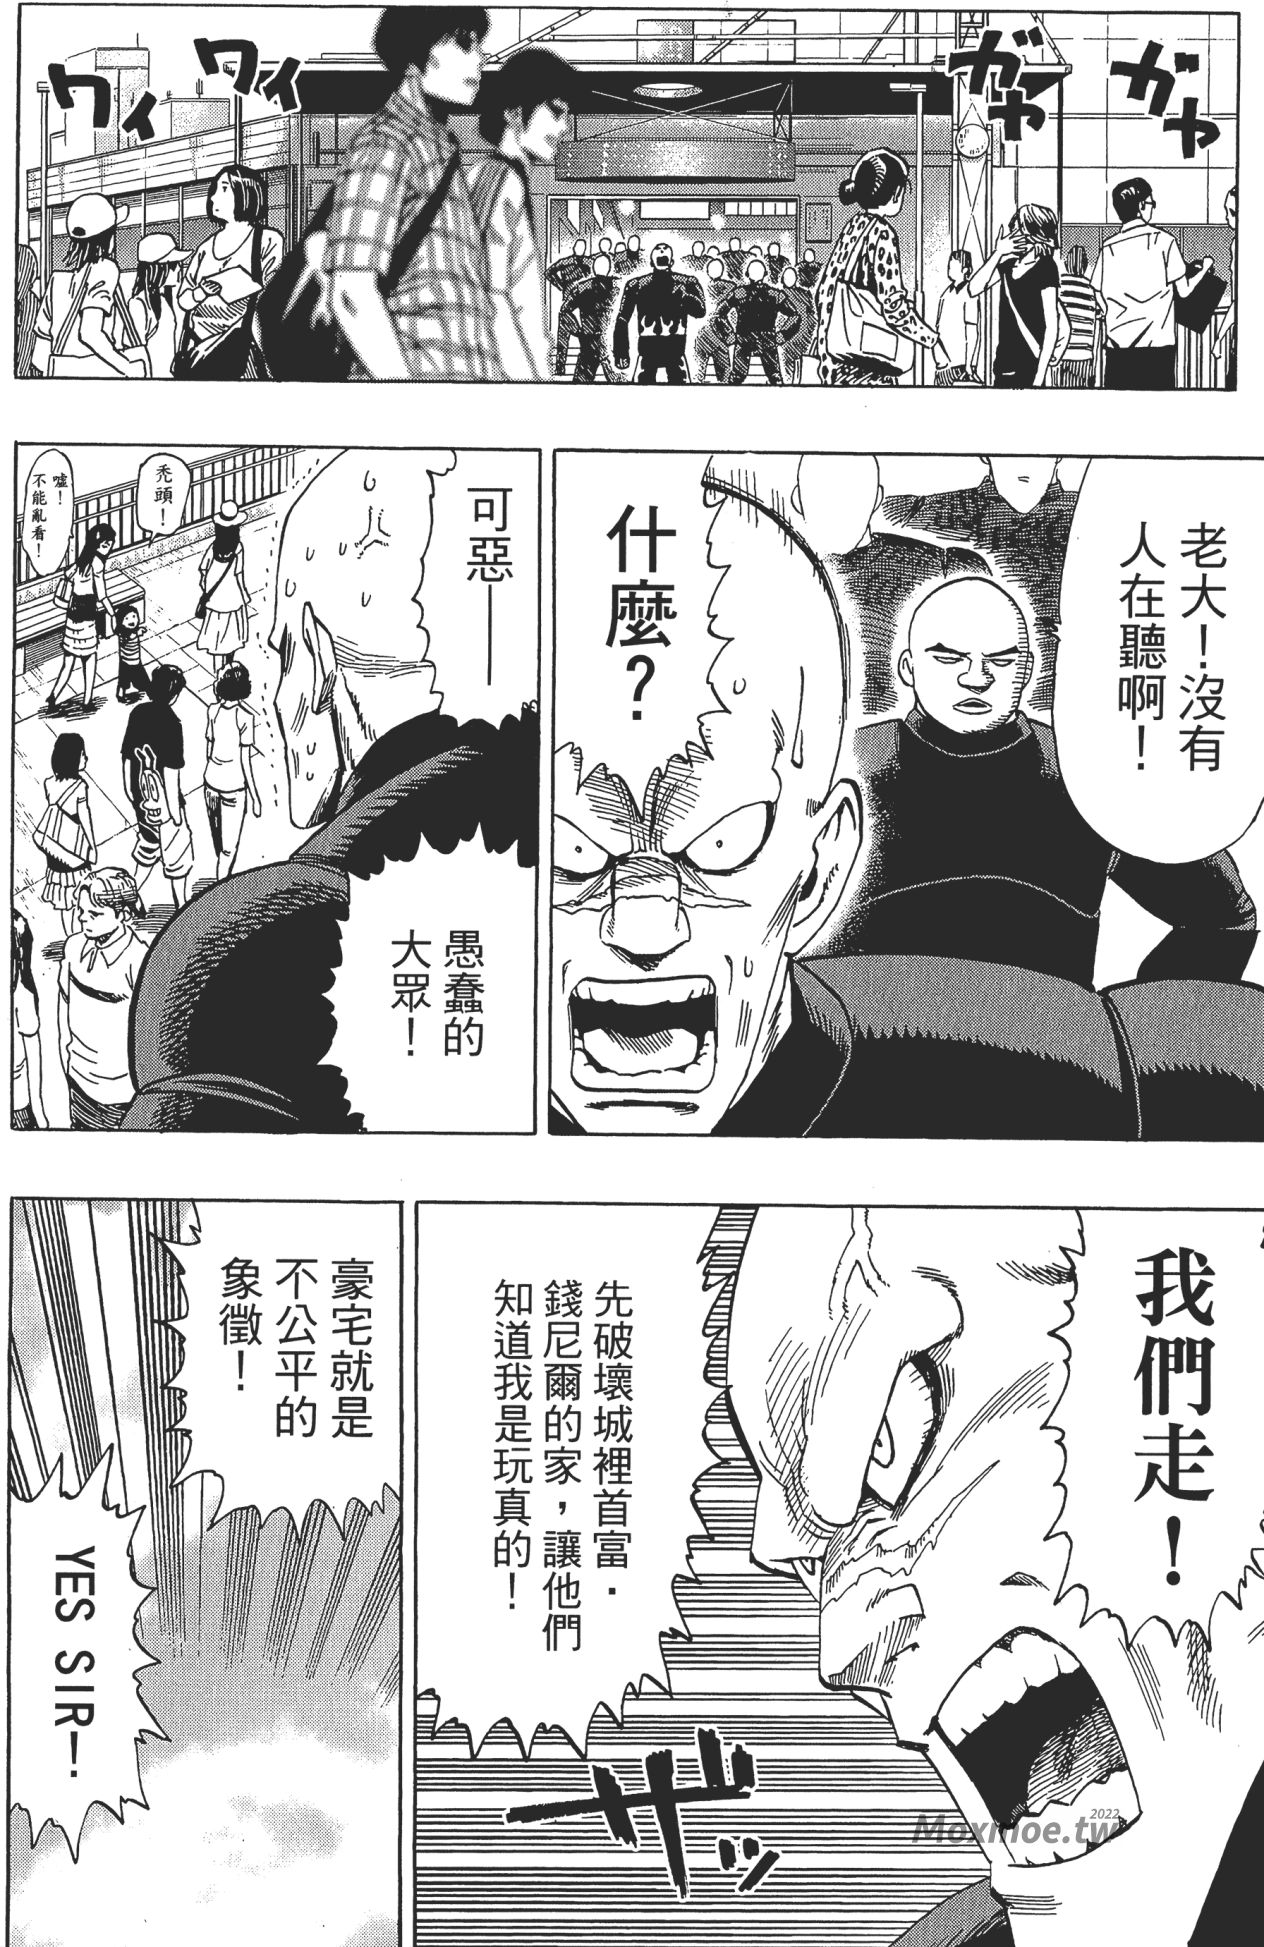 ガヤ
ガヤ
ワイ
ワイ
老大！沒有
人在聽啊！
什麼？
可惡——
愚蠢的
大眾！
禿頭！
噓！
不能亂看！
我們走！
先破壞城裡首富．
錢尼爾的家，讓他們
知道我是玩真的！
ザッ
豪宅就是
不公平的
象徵！
YES SIR！
2022
Moxmoe.tw